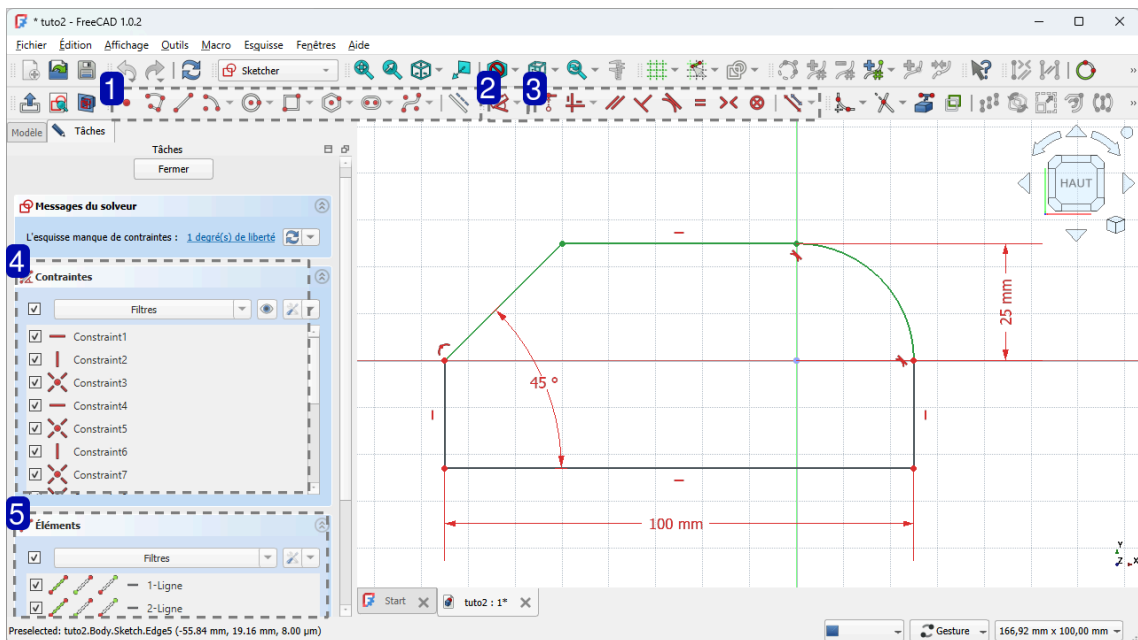 * tuto2 - FreeCAD 1.0.2
Fichier Édition Affichage Outils Macro Esquisse Fenêtres Aide
Sketcher
1 2 3
Modèle Tâches
Tâches
Fermer
Messages du solveur
L'esquisse manque de contraintes : 1 degré(s) de liberté
4
Contraintes
Filtres
Constraint1
Constraint2
Constraint3
Constraint4
Constraint5
Constraint6
Constraint7
5
Éléments
Filtres
1-Ligne
2-Ligne
HAUT
25 mm
45 °
100 mm
Y
Z X
Start tuto2 : 1*
Preselected: tuto2.Body.Sketch.Edge5 (-55.84 mm, 19.16 mm, 8.00 µm)
Gesture 166,92 mm x 100,00 mm